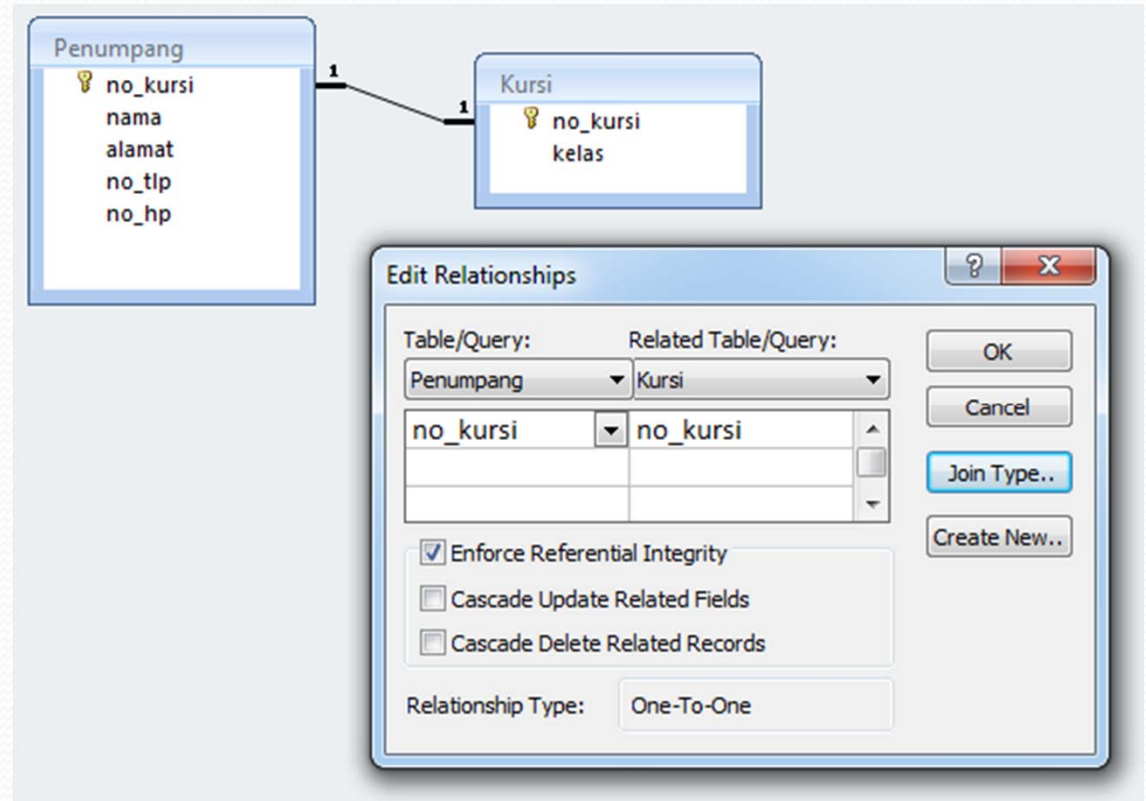 Penumpang
no_kursi
nama
alamat
no_tlp
no_hp
1
1
Kursi
no_kursi
kelas
Edit Relationships
Table/Query: Related Table/Query:
Penumpang Kursi
no_kursi no_kursi
Enforce Referential Integrity
Cascade Update Related Fields
Cascade Delete Related Records
Relationship Type: One-To-One
OK
Cancel
Join Type..
Create New..